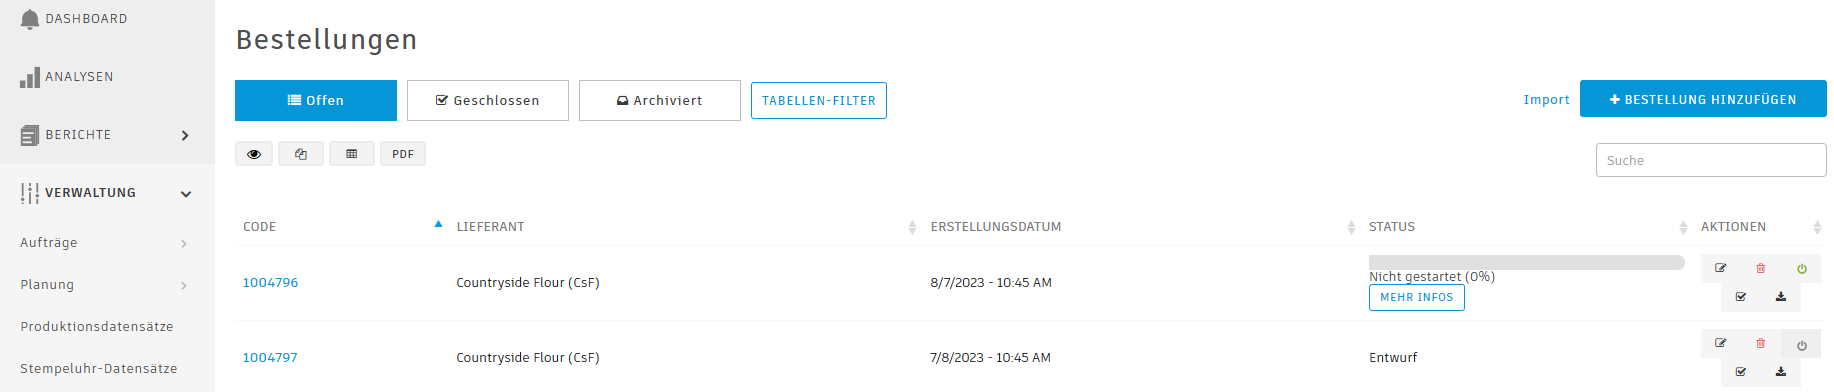 DASHBOARD
ANALYSEN
BERICHTE
VERWALTUNG
Aufträge
Planung
Produktionsdatensätze
Stempeluhr-Datensätze
Bestellungen
Offen
Geschlossen
Archiviert
TABELLEN-FILTER
Import
BESTELLUNG HINZUFÜGEN
PDF
Suche
CODE LIEFERANT ERSTELLUNGSDATUM STATUS AKTIONEN
1004796 Countryside Flour (CsF) 8/7/2023 - 10:45 AM Nicht gestartet (0%)
MEHR INFOS
1004797 Countryside Flour (CsF) 7/8/2023 - 10:45 AM Entwurf